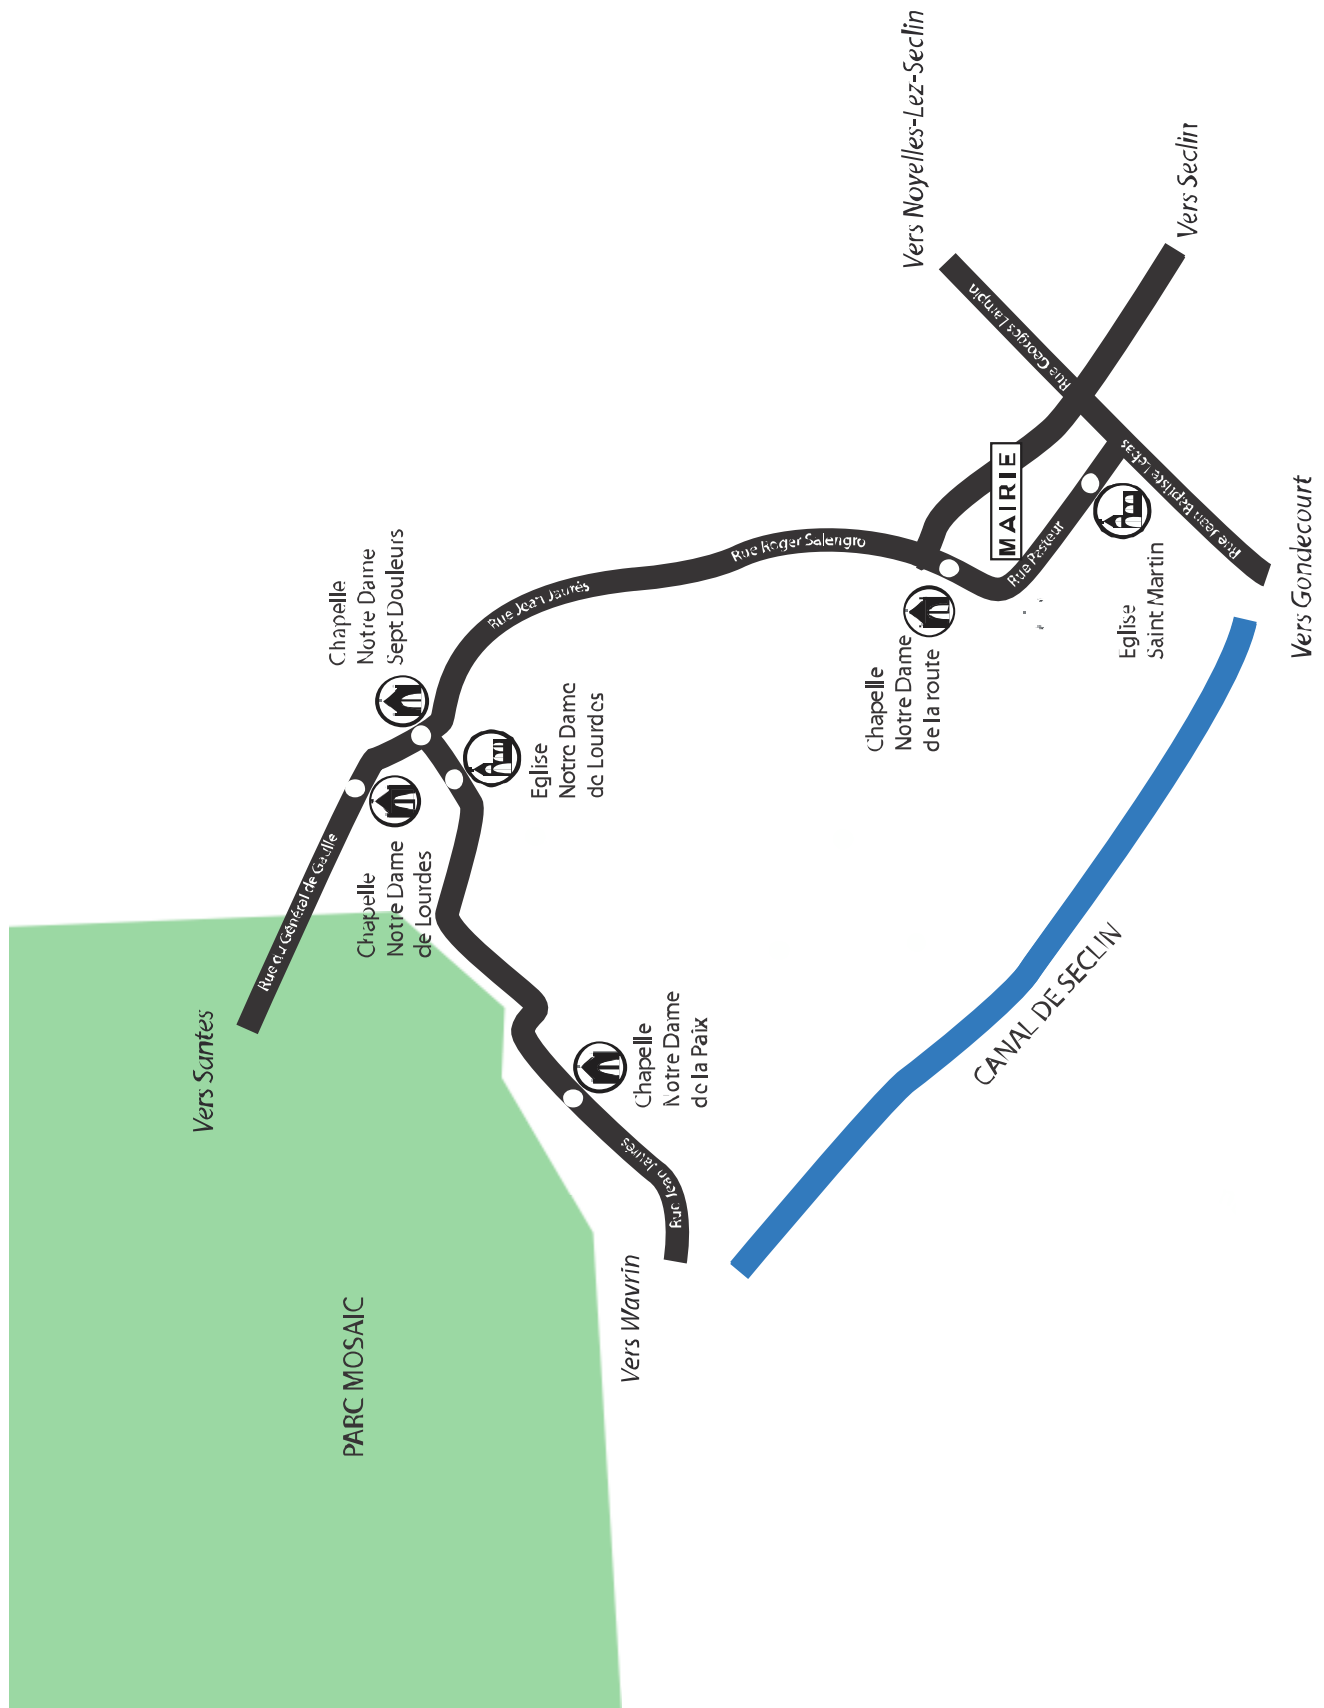 Vers Noyelles-Lez-Seclin
Vers Seclin
Rue Georges Lampin
MAIRIE
Rue Jean Baptiste Lebas
Rue Pasteur
Vers Gondecourt
Eglise
Saint Martin
Rue Roger Salengro
Chapelle
Notre Dame
de la route
Rue Jean Jaurés
Chapelle
Notre Dame
Sept Douleurs
Eglise
Notre Dame
de Lourdes
Chapelle
Notre Dame
de Lourdes
Rue du Général de Gaulle
Vers Santes
Chapelle
Notre Dame
de la Paix
Rue Jean Jaurés
Vers Wavrin
CANAL DE SECLIN
PARC MOSAIC